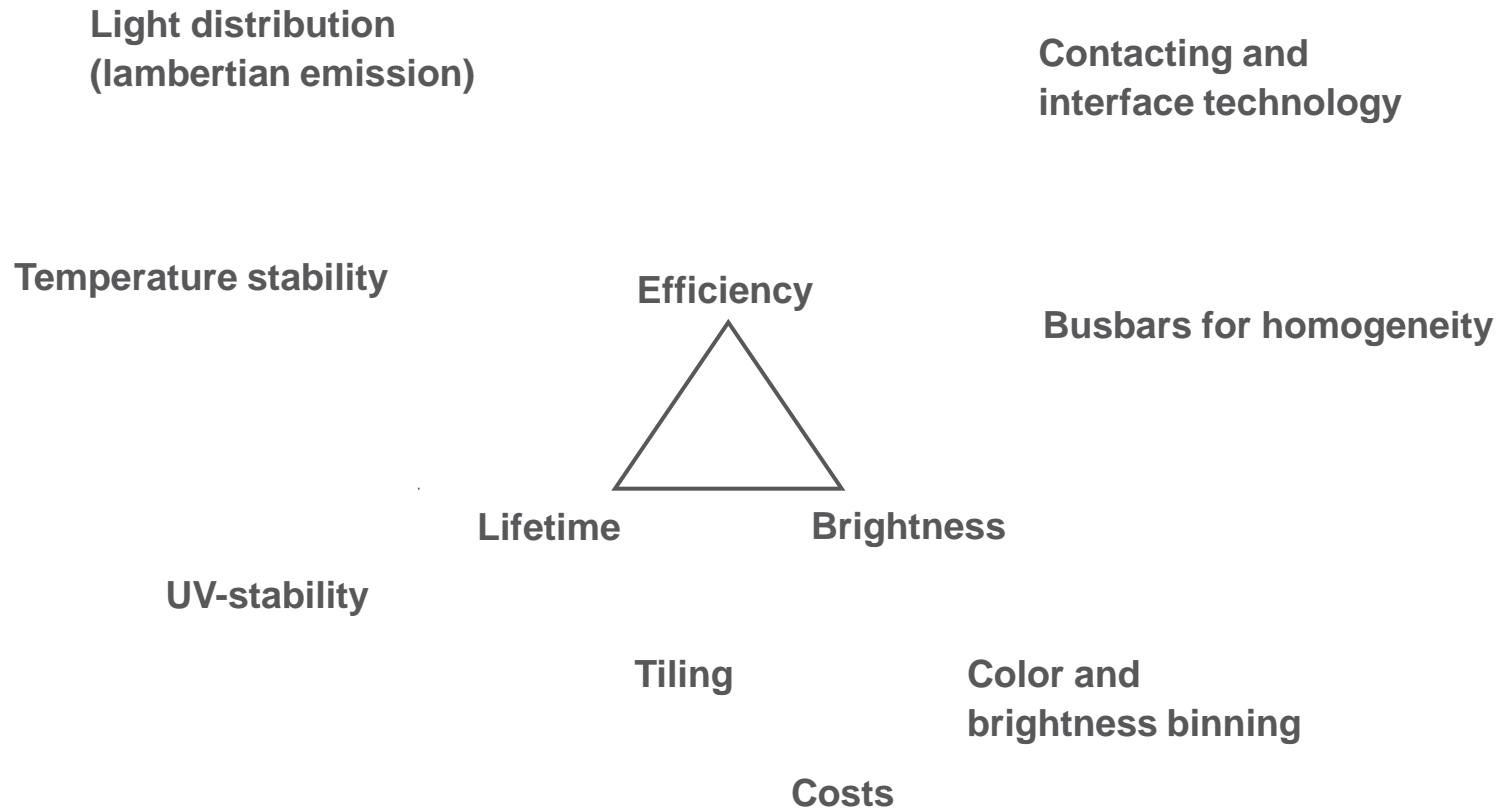 Light distribution
(lambertian emission)
Contacting and
interface technology
Temperature stability
Efficiency
Busbars for homogeneity
Lifetime
Brightness
UV-stability
Tiling
Color and
brightness binning
Costs